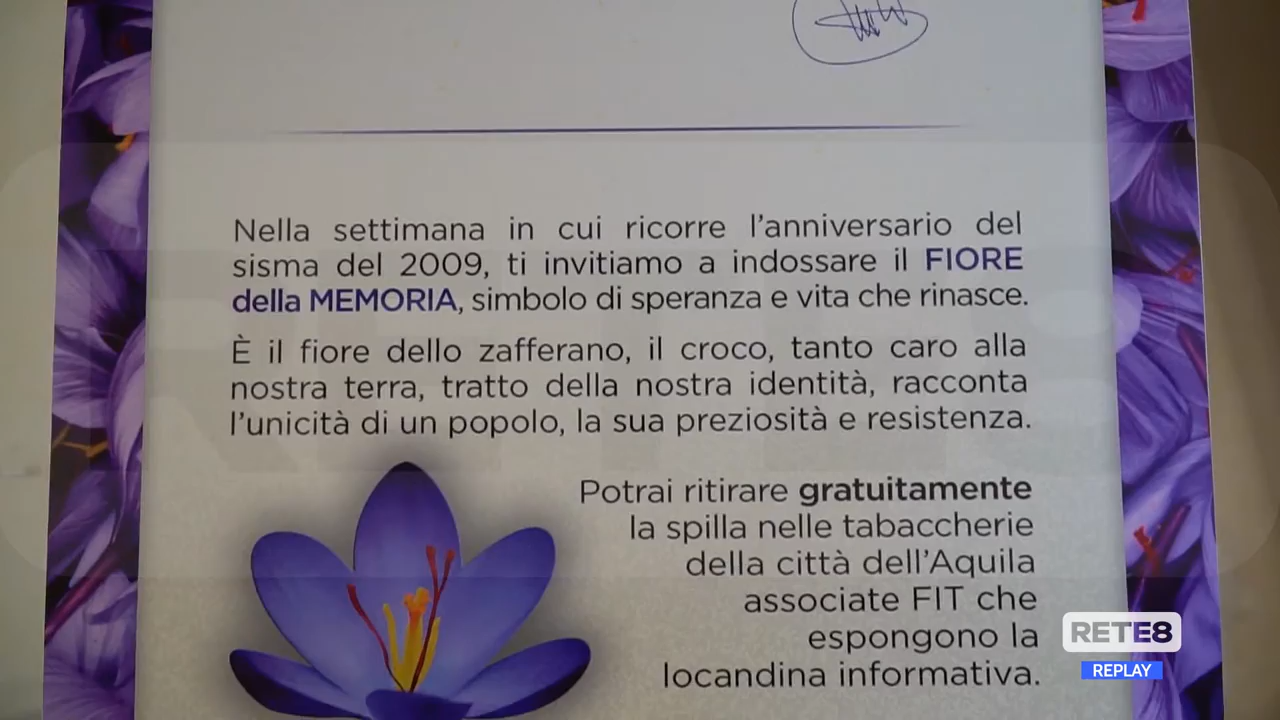 Nella settimana in cui ricorre l'anniversario del
sisma del 2009, ti invitiamo a indossare il FIORE
della MEMORIA, simbolo di speranza e vita che rinasce.
È il fiore dello zafferano, il croco, tanto caro alla
nostra terra, tratto della nostra identità, racconta
l'unicità di un popolo, la sua preziosità e resistenza.
Potrai ritirare gratuitamente
la spilla nelle tabaccherie
della città dell'Aquila
associate FIT che
espongono la
locandina informativa.
RETE8
REPLAY